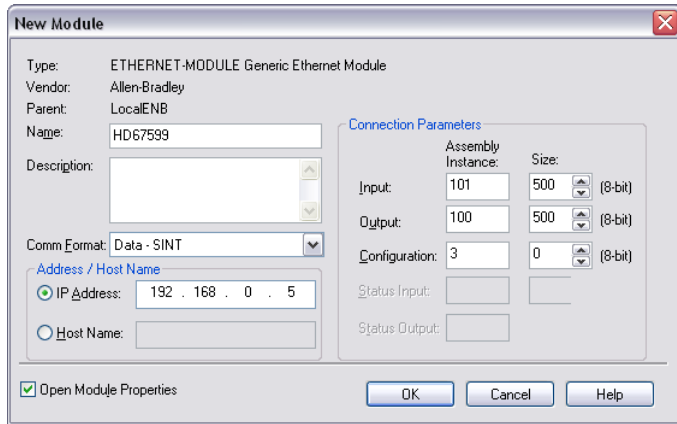 New Module
Type: ETHERNET-MODULE Generic Ethernet Module
Vendor: Allen-Bradley
Parent: LocalENB
Name: HD67599
Description:
Comm Format: Data - SINT
Address / Host Name
IP Address: 192 . 168 . 0 . 5
Host Name:
Connection Parameters
Assembly
Instance: Size:
Input: 101 500 (8-bit)
Output: 100 500 (8-bit)
Configuration: 3 0 (8-bit)
Status Input:
Status Output:
Open Module Properties
OK Cancel Help